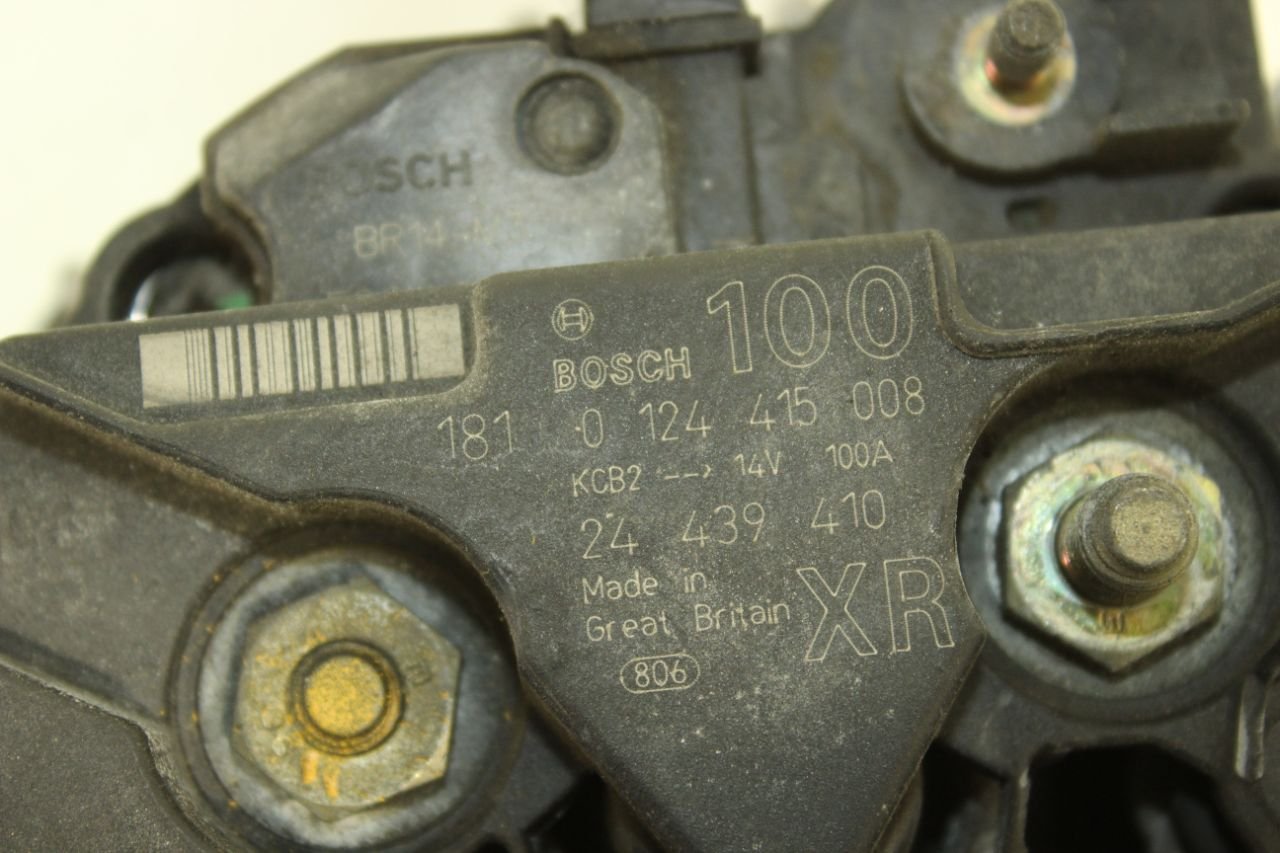 BOSCH
BR14-
BOSCH 100
181 0 124 415 008
KCB2 --> 14V 100A
24 439 410
Made in
Great Britain XR
806